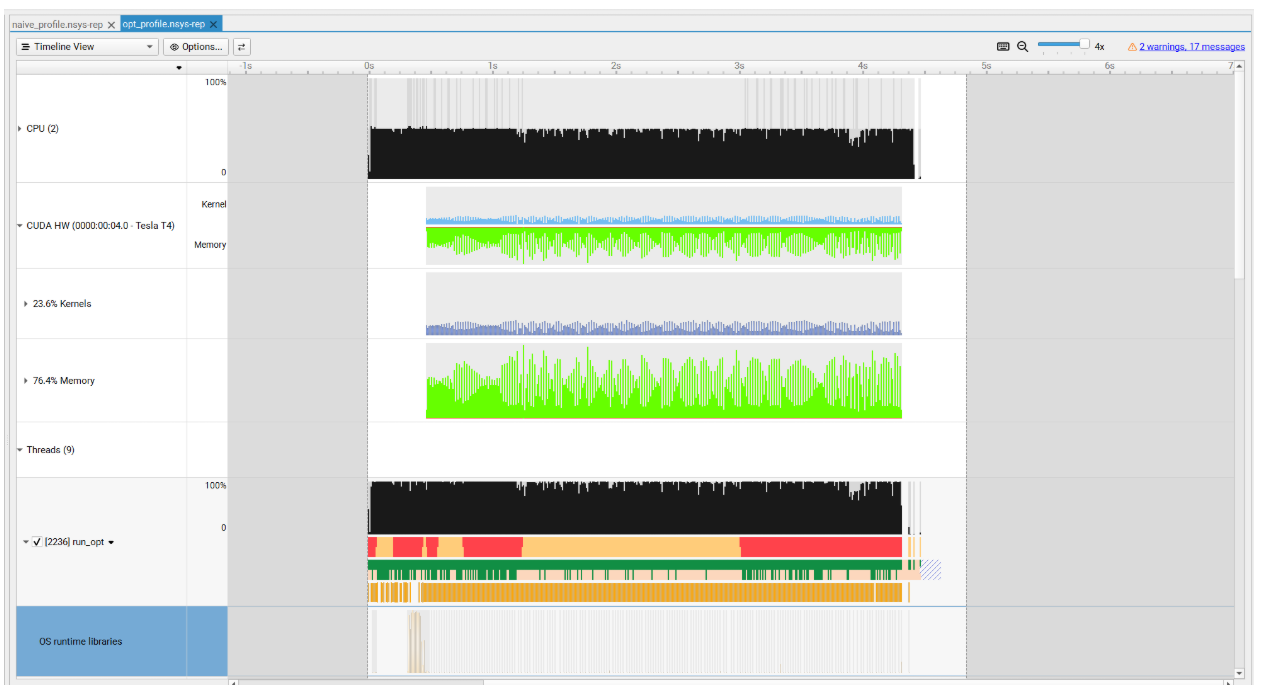 naive_profile.nsys-rep opt_profile.nsys-rep
Timeline View Options... 4x 2 warnings, 17 messages
-1s 0s 1s 2s 3s 4s 5s 6s 7
100%
CPU (2)
0
Kernel
CUDA HW (0000:00:04.0 - Tesla T4)
Memory
23.6% Kernels
76.4% Memory
Threads (9)
100%
0
[2236] run_opt
OS runtime libraries